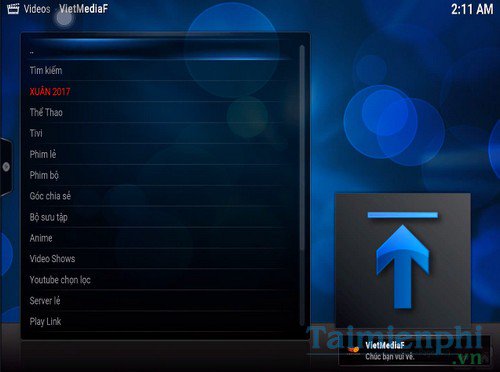 Videos VietMediaF
2:11 AM
..
Tìm kiếm
XUÂN 2017
Thể Thao
Tivi
Phim lẻ
Phim bộ
Góc chia sẻ
Bộ sưu tập
Anime
Video Shows
Youtube chọn lọc
Server lẻ
Play Link
Taimienphi
.vn
VietMediaF
Chúc bạn vui vẻ.